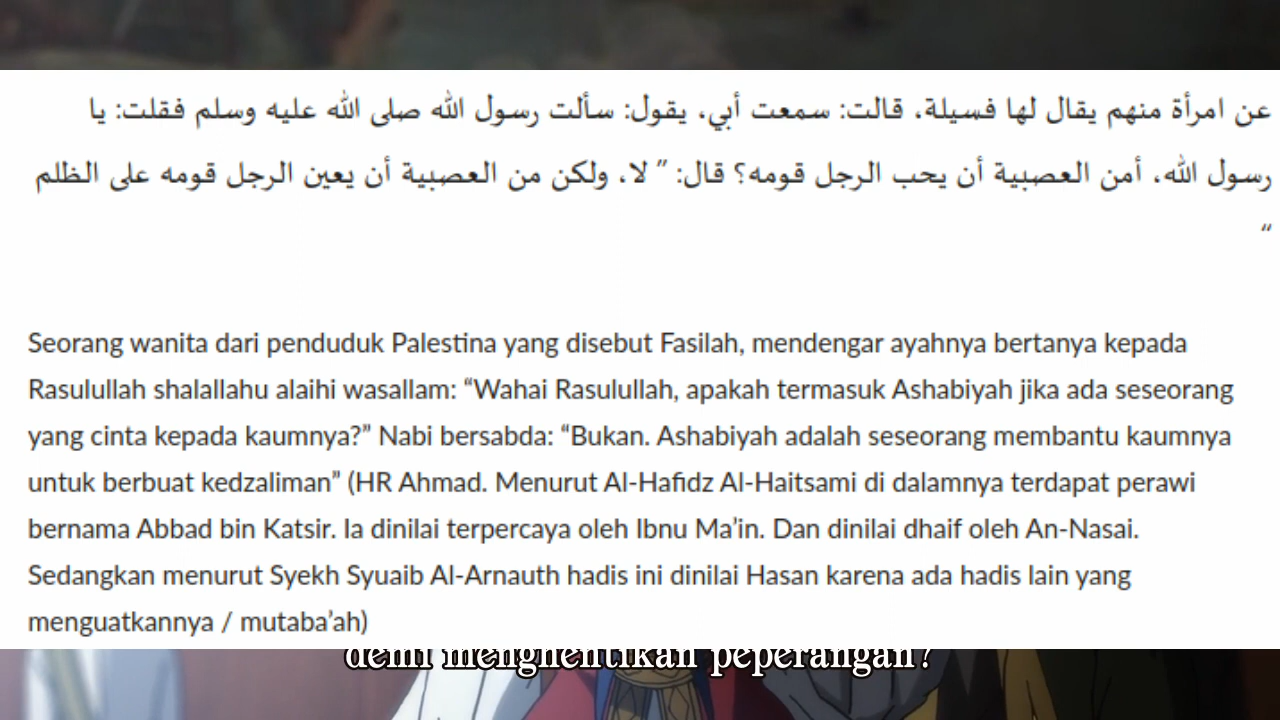 عن امرأة منهم يقال لها فسيلة، قالت: سمعت أبي، يقول: سألت رسول الله صلى الله عليه وسلم فقلت: يا
رسول الله، أمن العصبية أن يحب الرجل قومه؟ قال: " لا، ولكن من العصبية أن يعين الرجل قومه على الظلم
"
Seorang wanita dari penduduk Palestina yang disebut Fasilah, mendengar ayahnya bertanya kepada
Rasulullah shalallahu alaihi wasallam: “Wahai Rasulullah, apakah termasuk Ashabiyah jika ada seseorang
yang cinta kepada kaumnya?” Nabi bersabda: “Bukan. Ashabiyah adalah seseorang membantu kaumnya
untuk berbuat kedzaliman” (HR Ahmad. Menurut Al-Hafidz Al-Haitsami di dalamnya terdapat perawi
bernama Abbad bin Katsir. Ia dinilai terpercaya oleh Ibnu Ma’in. Dan dinilai dhaif oleh An-Nasai.
Sedangkan menurut Syekh Syuaib Al-Arnauth hadis ini dinilai Hasan karena ada hadis lain yang
menguatkannya / mutaba’ah)
demi menghentikan peperangan?